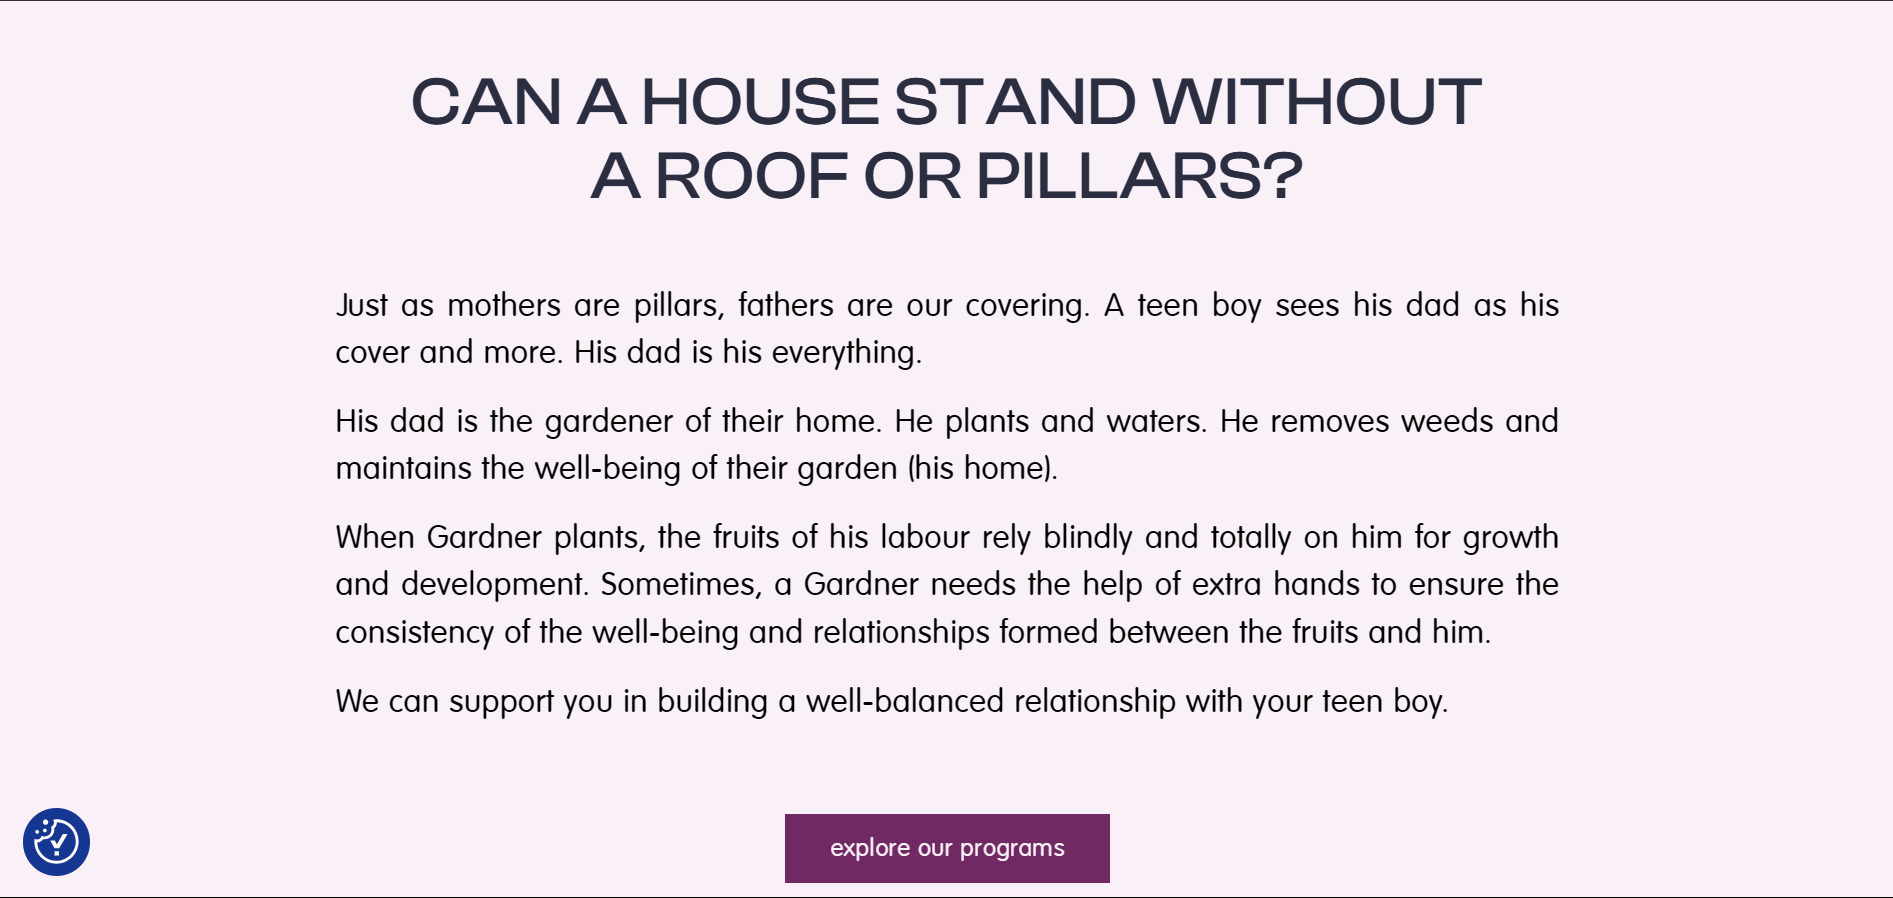 CAN A HOUSE STAND WITHOUT
A ROOF OR PILLARS?
Just as mothers are pillars, fathers are our covering. A teen boy sees his dad as his
cover and more. His dad is his everything.
His dad is the gardener of their home. He plants and waters. He removes weeds and
maintains the well-being of their garden (his home).
When Gardner plants, the fruits of his labour rely blindly and totally on him for growth
and development. Sometimes, a Gardner needs the help of extra hands to ensure the
consistency of the well-being and relationships formed between the fruits and him.
We can support you in building a well-balanced relationship with your teen boy.
explore our programs